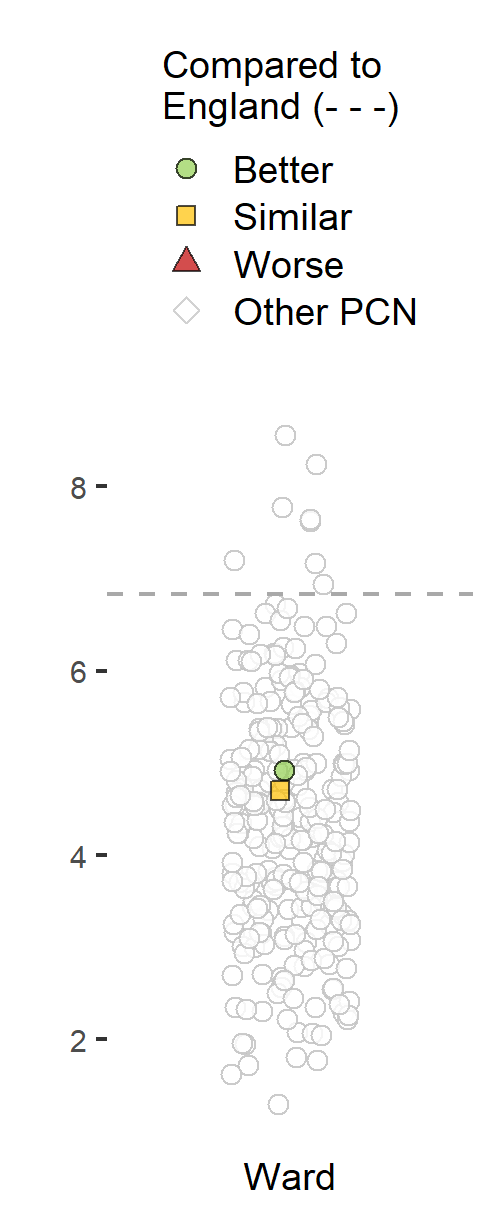 Compared to
England (- - -)
Better
Similar
Worse
Other PCN
8
6
4
2
Ward